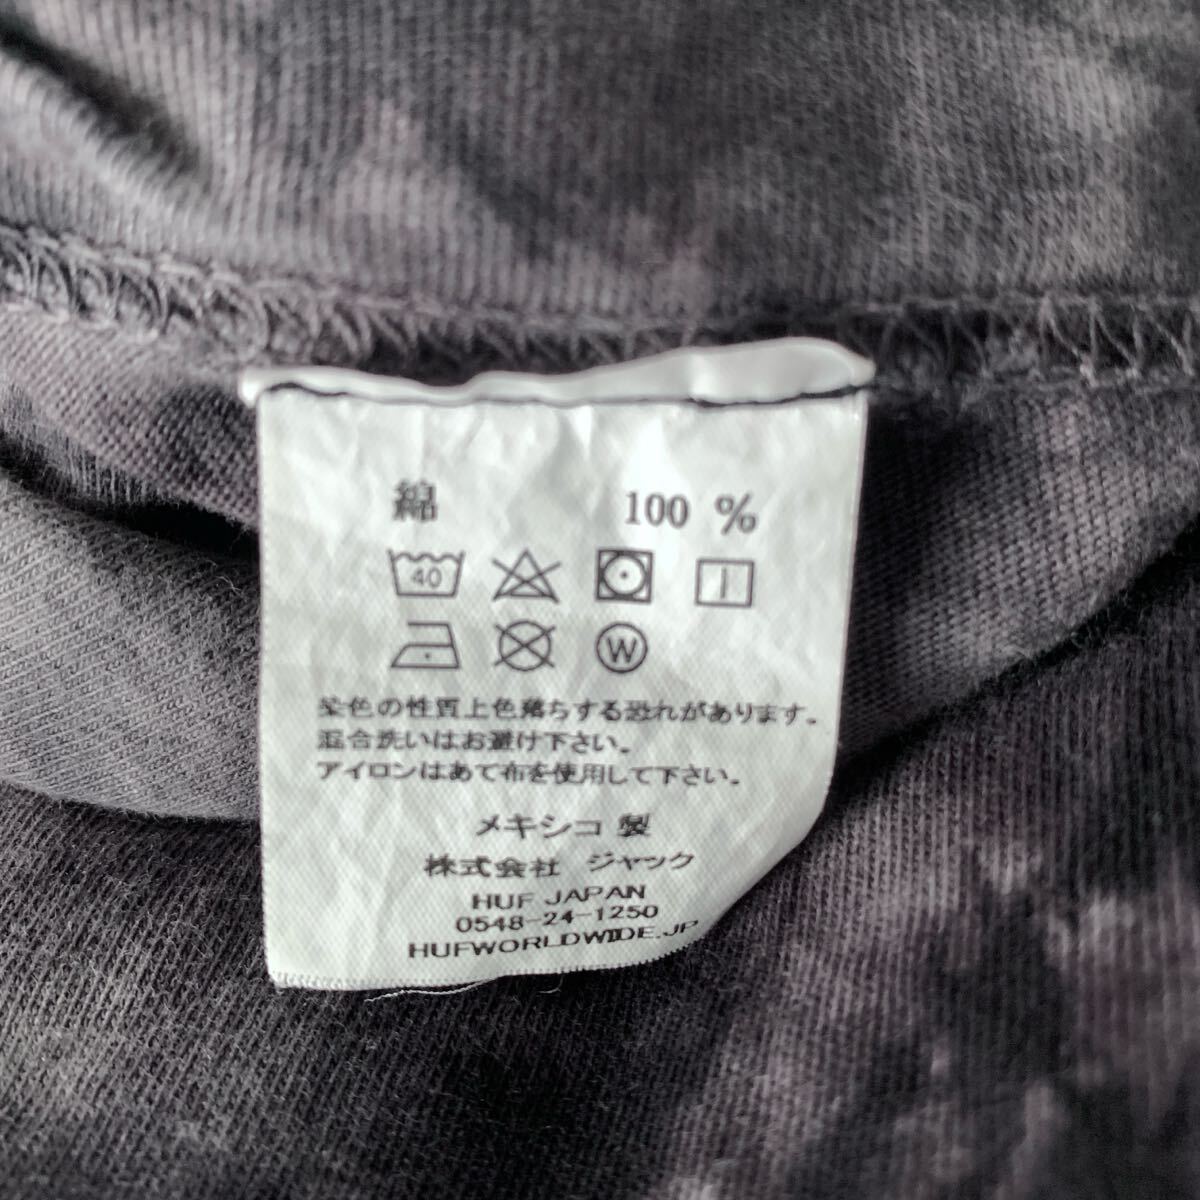 綿 100 %
40
W
染色の性質上色落ちする恐れがあります。
混合洗いはお避け下さい。
アイロンはあて布を使用して下さい。
メキシコ 製
株式会社 ジャック
HUF JAPAN
0548-24-1250
HUFWORLDWIDE.JP